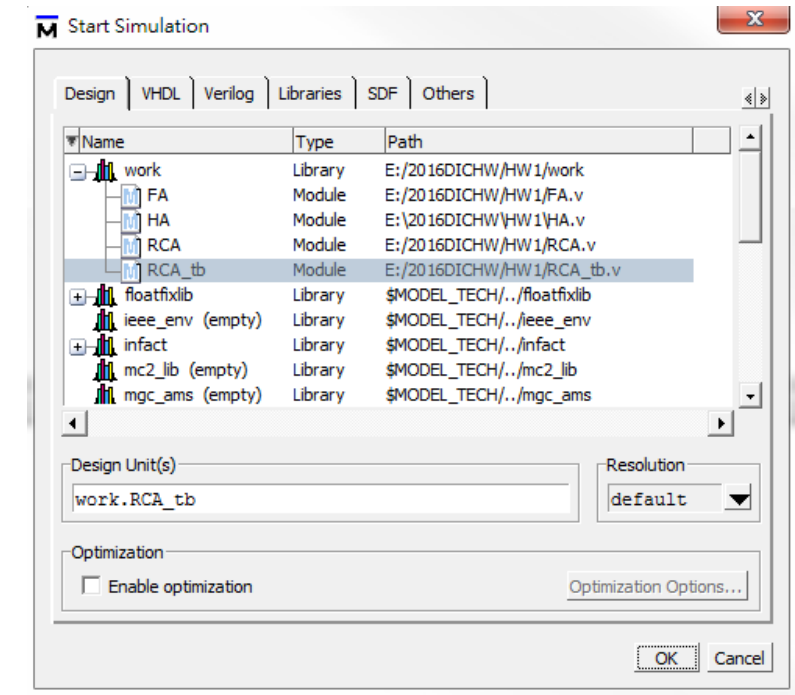 Start Simulation
Design VHDL Verilog Libraries SDF Others
Name Type Path
work Library E:/2016DICHW/HW1/work
FA Module E:/2016DICHW/HW1/FA.v
HA Module E:\2016DICHW\HW1\HA.v
RCA Module E:/2016DICHW/HW1/RCA.v
RCA_tb Module E:/2016DICHW/HW1/RCA_tb.v
floatfixlib Library $MODEL_TECH/../floatfixlib
ieee_env (empty) Library $MODEL_TECH/../ieee_env
infact Library $MODEL_TECH/../infact
mc2_lib (empty) Library $MODEL_TECH/../mc2_lib
mgc_ams (empty) Library $MODEL_TECH/../mgc_ams
Design Unit(s) Resolution
work.RCA_tb default
Optimization
Enable optimization Optimization Options...
OK Cancel